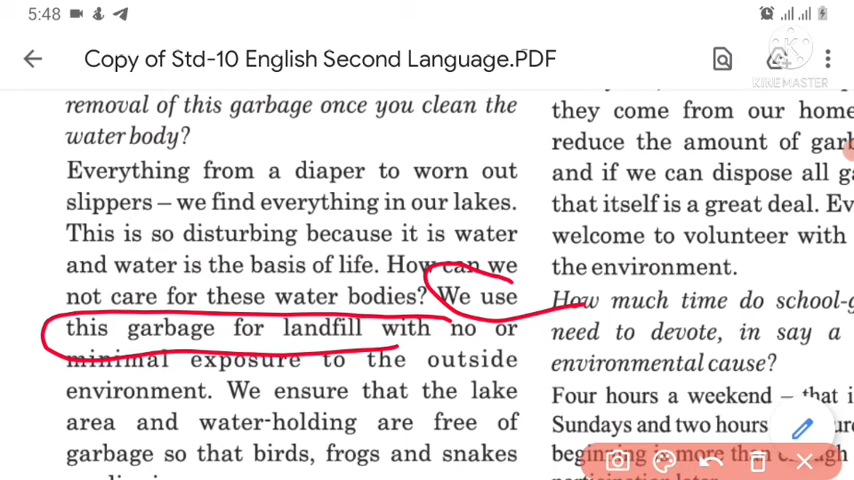 5:48
Copy of Std-10 English Second Language.PDF
KINEMASTER
removal of this garbage once you clean the
water body?
Everything from a diaper to worn out
slippers – we find everything in our lakes.
This is so disturbing because it is water
and water is the basis of life. How can we
not care for these water bodies? We use
this garbage for landfill with no or
minimal exposure to the outside
environment. We ensure that the lake
area and water-holding are free of
garbage so that birds, frogs and snakes
they come from our home
reduce the amount of garb
and if we can dispose all ga
that itself is a great deal. Ev
welcome to volunteer with
the environment.
How much time do school-g
need to devote, in say a
environmental cause?
Four hours a weekend – that i
Sundays and two hours
beginning is more than